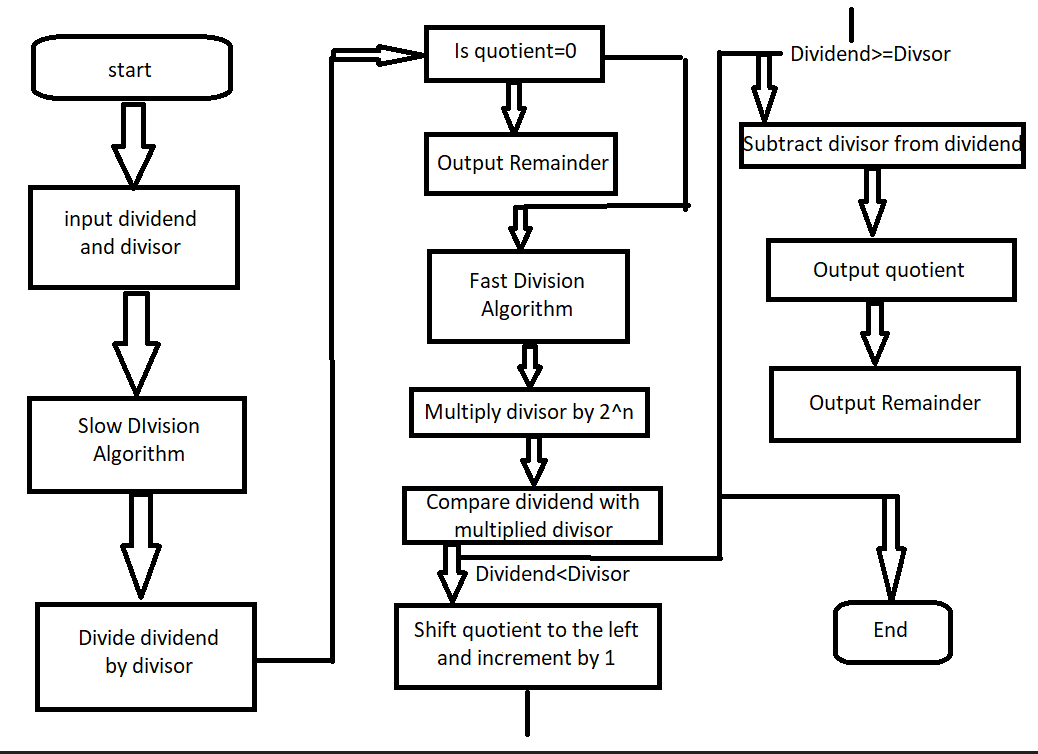 start
input dividend
and divisor
Slow DIvision
Algorithm
Divide dividend
by divisor
Is quotient=0
Output Remainder
Fast Division
Algorithm
Multiply divisor by 2^n
Compare dividend with
multiplied divisor
Dividend<Divisor
Shift quotient to the left
and increment by 1
Dividend>=Divsor
Subtract divisor from dividend
Output quotient
Output Remainder
End